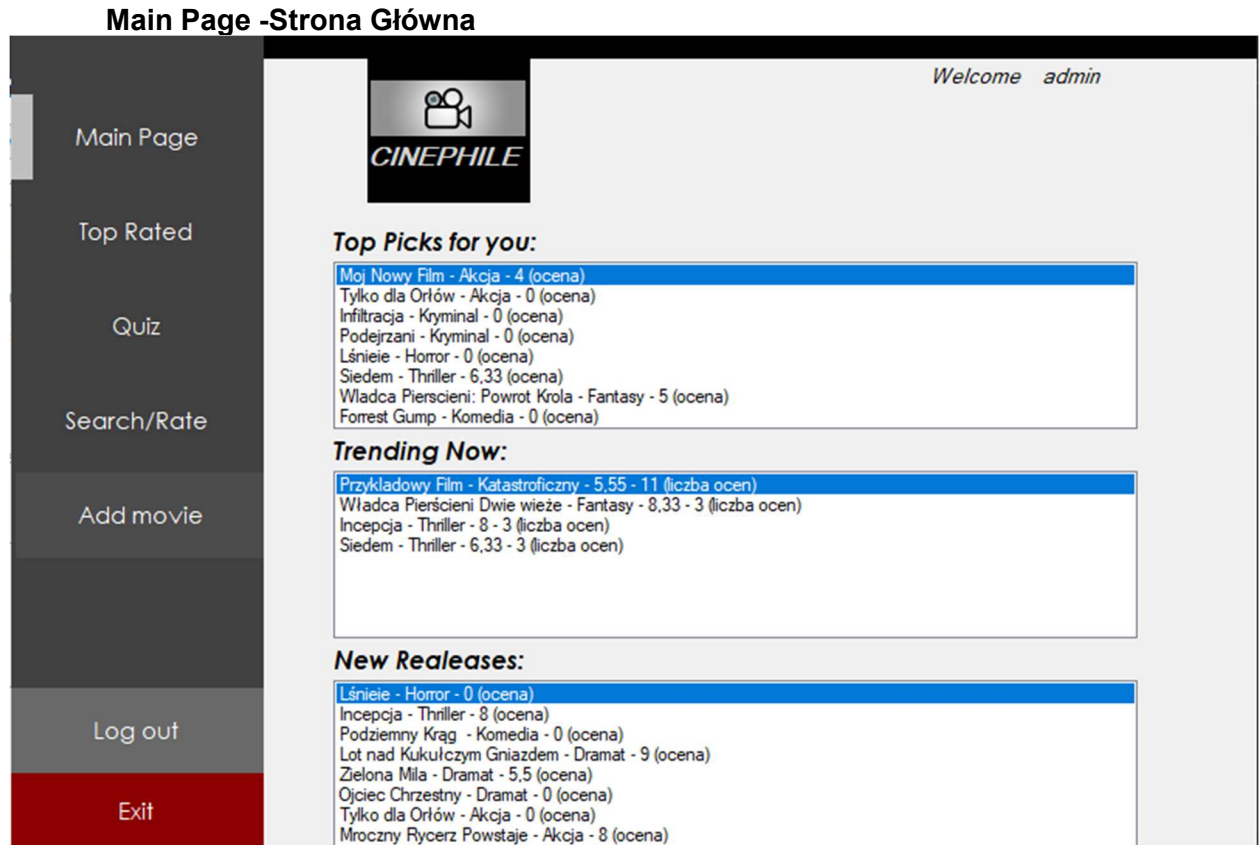 Main Page -Strona Główna
Welcome admin
CINEPHILE
Main Page
Top Rated
Quiz
Search/Rate
Add movie
Log out
Exit
Top Picks for you:
Moj Nowy Film - Akcja - 4 (ocena)
Tylko dla Orłów - Akcja - 0 (ocena)
Infiltracja - Kryminal - 0 (ocena)
Podejrzani - Kryminal - 0 (ocena)
Lśnieie - Horror - 0 (ocena)
Siedem - Thriller - 6,33 (ocena)
Wladca Pierscieni: Powrot Krola - Fantasy - 5 (ocena)
Forrest Gump - Komedia - 0 (ocena)
Trending Now:
Przykladowy Film - Katastroficzny - 5,55 - 11 (liczba ocen)
Władca Pierścieni Dwie wieże - Fantasy - 8,33 - 3 (liczba ocen)
Incepcja - Thriller - 8 - 3 (liczba ocen)
Siedem - Thriller - 6,33 - 3 (liczba ocen)
New Realeases:
Lśnieie - Horror - 0 (ocena)
Incepcja - Thriller - 8 (ocena)
Podziemny Krąg  - Komedia - 0 (ocena)
Lot nad Kukułczym Gniazdem - Dramat - 9 (ocena)
Zielona Mila - Dramat - 5,5 (ocena)
Ojciec Chrzestny - Dramat - 0 (ocena)
Tylko dla Orłów - Akcja - 0 (ocena)
Mroczny Rycerz Powstaje - Akcja - 8 (ocena)